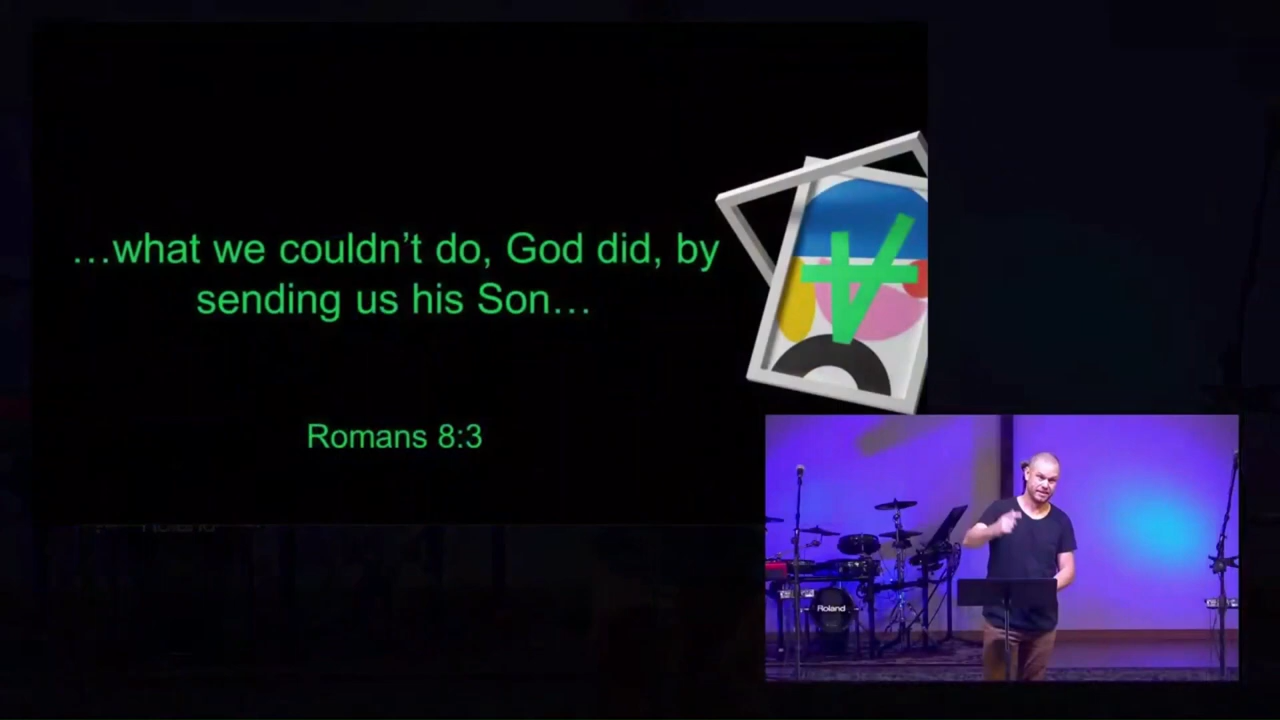 …what we couldn’t do, God did, by
sending us his Son…
Romans 8:3
Roland